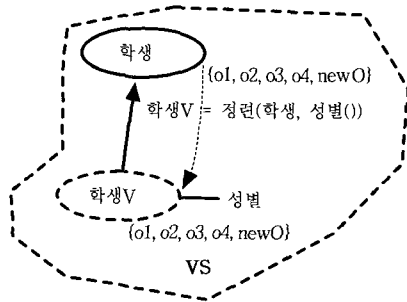 학생
{o1, o2, o3, o4, newO}
학생V = 정련(학생, 성별())
학생V
성별
{o1, o2, o3, o4, newO}
VS